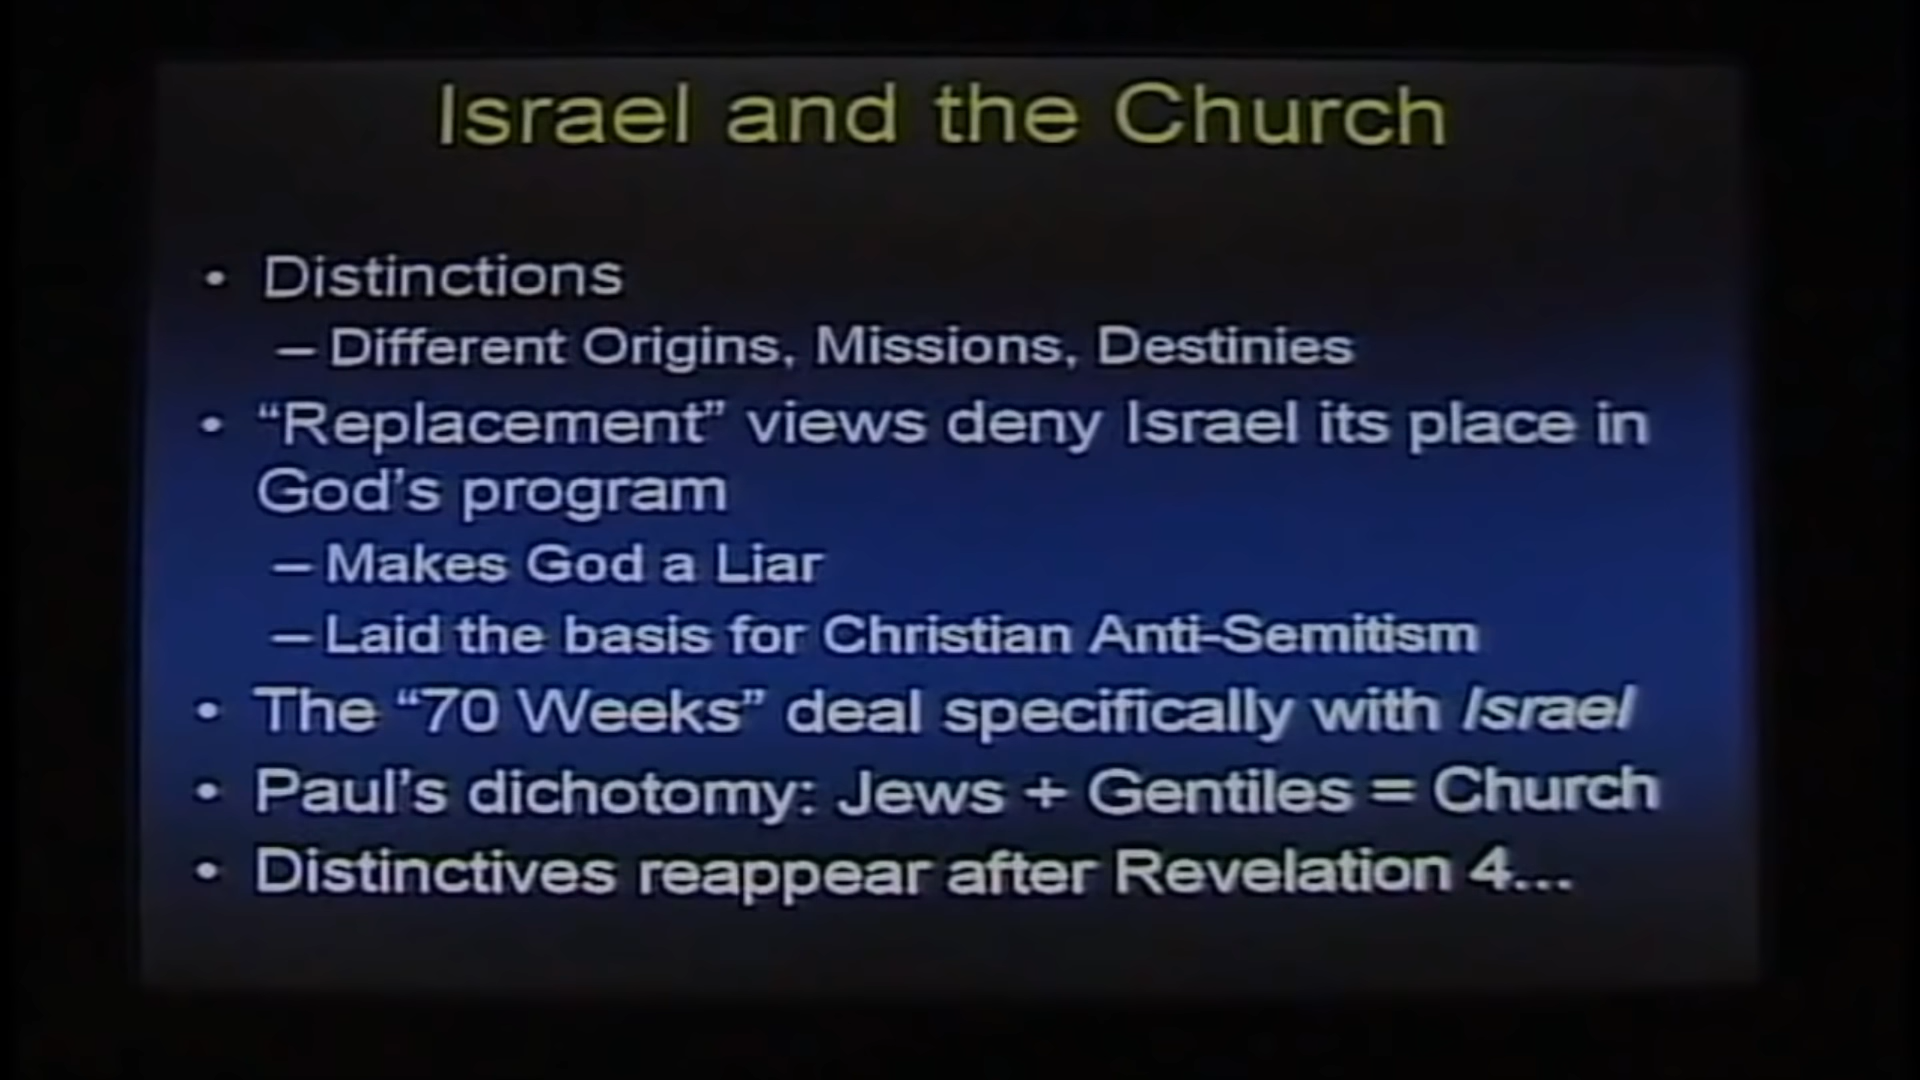 Israel and the Church
• Distinctions
– Different Origins, Missions, Destinies
• “Replacement” views deny Israel its place in
God’s program
– Makes God a Liar
– Laid the basis for Christian Anti-Semitism
• The “70 Weeks” deal specifically with Israel
• Paul’s dichotomy: Jews + Gentiles = Church
• Distinctives reappear after Revelation 4...